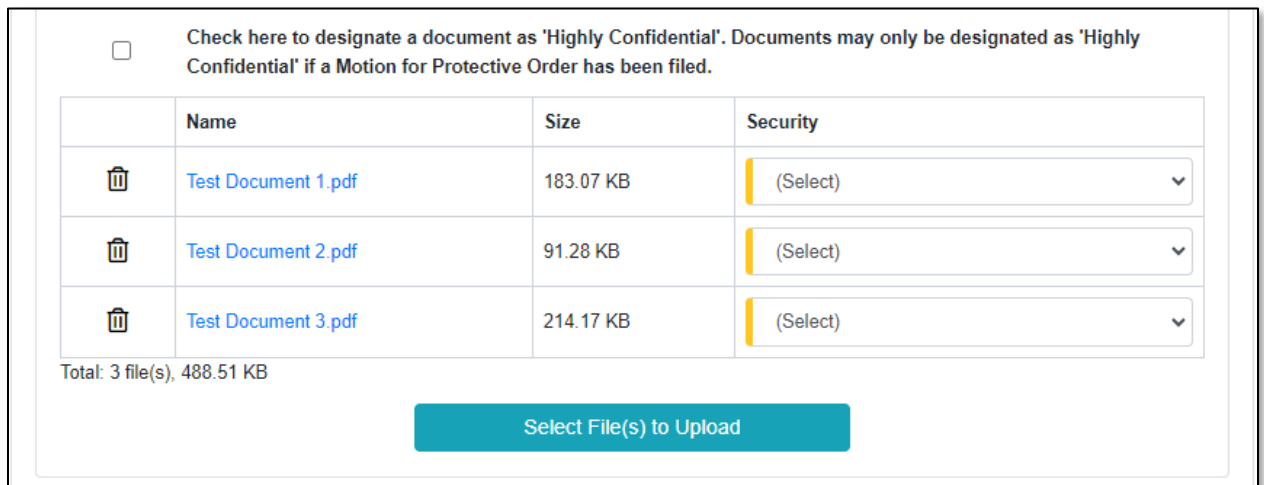 Check here to designate a document as 'Highly Confidential'. Documents may only be designated as 'Highly
Confidential' if a Motion for Protective Order has been filed.
Name Size Security
Test Document 1.pdf 183.07 KB (Select)
Test Document 2.pdf 91.28 KB (Select)
Test Document 3.pdf 214.17 KB (Select)
Total: 3 file(s), 488.51 KB
Select File(s) to Upload